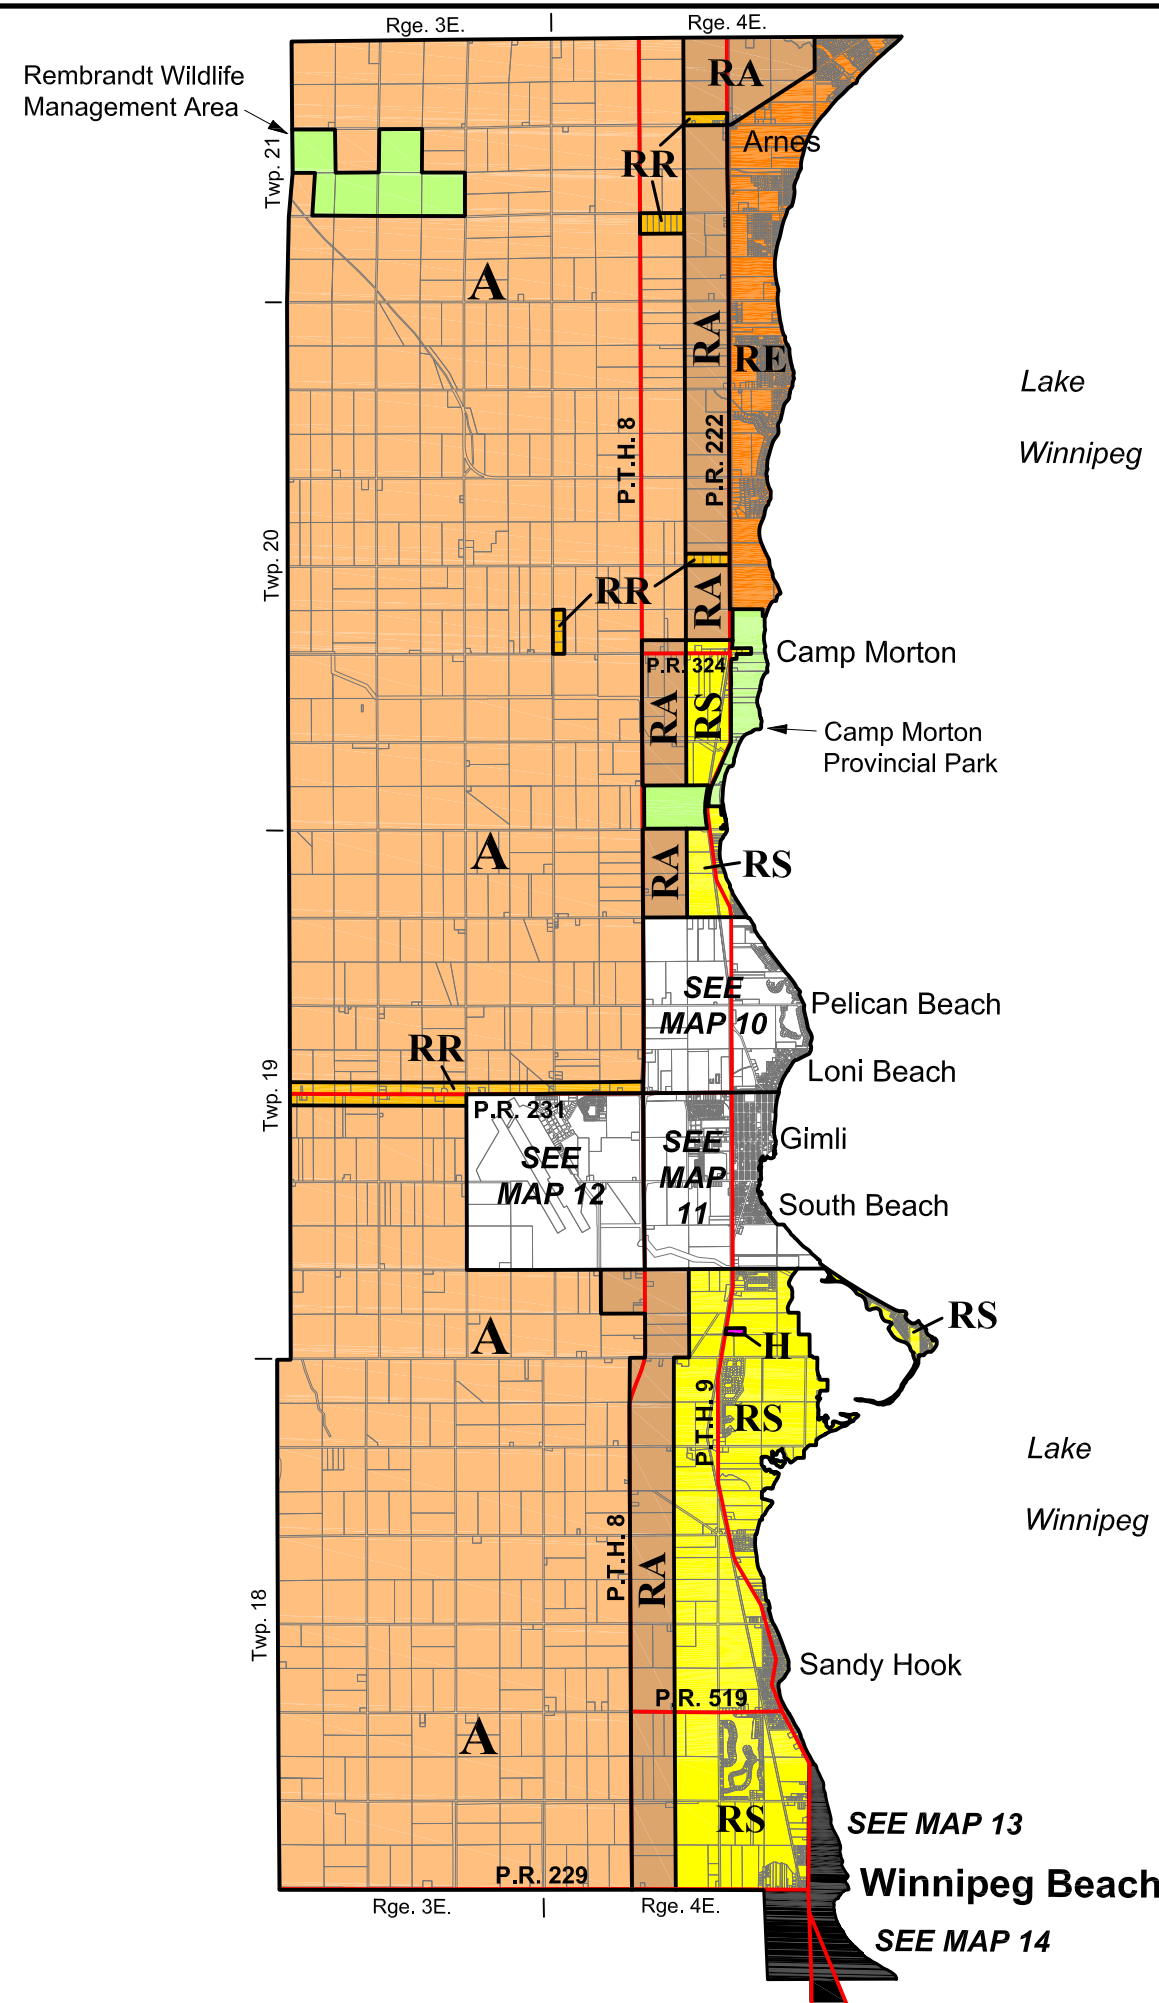 Rge. 3E.
Rge. 4E.
Rembrandt Wildlife
Management Area
RA
Arnes
Twp. 21
RR
A
RA
RE
Lake
Winnipeg
P.T.H. 8
P.R. 222
Twp. 20
RR
RA
Camp Morton
P.R. 324
RA
RS
Camp Morton
Provincial Park
A
RA
RS
SEE
MAP 10
Pelican Beach
RR
Loni Beach
Twp. 19
P.R. 231
SEE
MAP 12
SEE
MAP
11
Gimli
South Beach
A
RS
H
P.T.H. 9
RS
Lake
Winnipeg
P.T.H. 8
RA
Twp. 18
Sandy Hook
P.R. 519
A
RS
SEE MAP 13
P.R. 229
Winnipeg Beach
Rge. 3E.
Rge. 4E.
SEE MAP 14